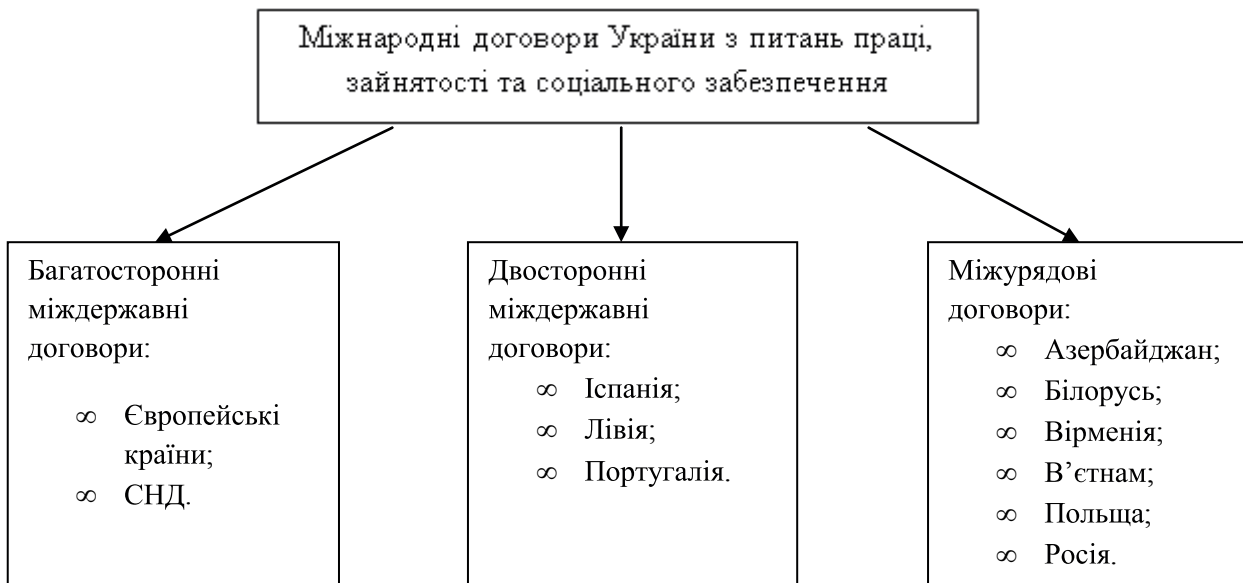 Міжнародні договори України з питань праці,
зайнятості та соціального забезпечення
Багатосторонні
міждержавні
договори:
∞ Європейські
країни;
∞ СНД.
Двосторонні
міждержавні
договори:
∞ Іспанія;
∞ Лівія;
∞ Португалія.
Міжурядові
договори:
∞ Азербайджан;
∞ Білорусь;
∞ Вірменія;
∞ В’єтнам;
∞ Польща;
∞ Росія.